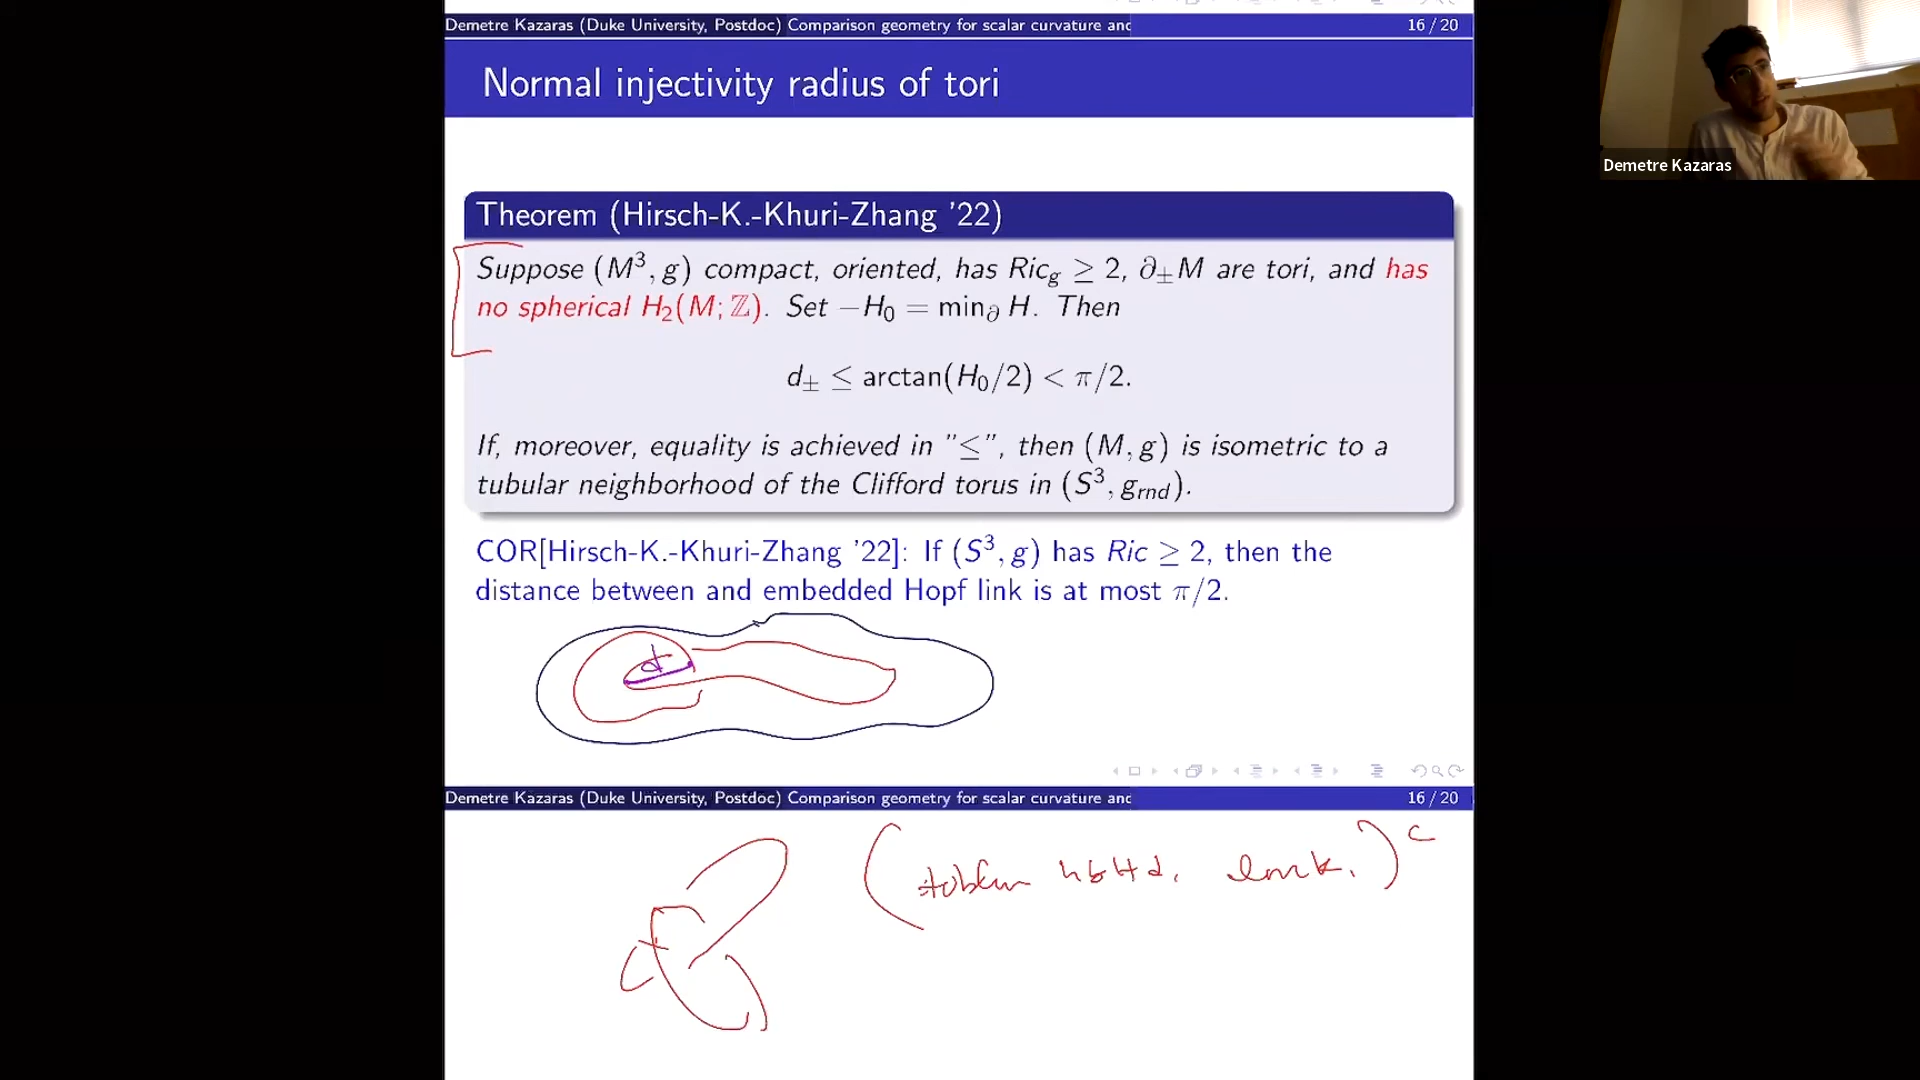 Demetre Kazaras (Duke University, Postdoc) Comparison geometry for scalar curvature and 16 / 20
Normal injectivity radius of tori
Demetre Kazaras
Theorem (Hirsch-K.-Khuri-Zhang '22)
Suppose (M³, g) compact, oriented, has Ric_g ≥ 2, ∂±M are tori, and has
no spherical H₂(M; ℤ). Set −H₀ = min_∂ H. Then
d± ≤ arctan(H₀/2) < π/2.
If, moreover, equality is achieved in "≤", then (M, g) is isometric to a
tubular neighborhood of the Clifford torus in (S³, g_rnd).
COR[Hirsch-K.-Khuri-Zhang '22]: If (S³, g) has Ric ≥ 2, then the
distance between and embedded Hopf link is at most π/2.
d
Demetre Kazaras (Duke University, Postdoc) Comparison geometry for scalar curvature and 16 / 20